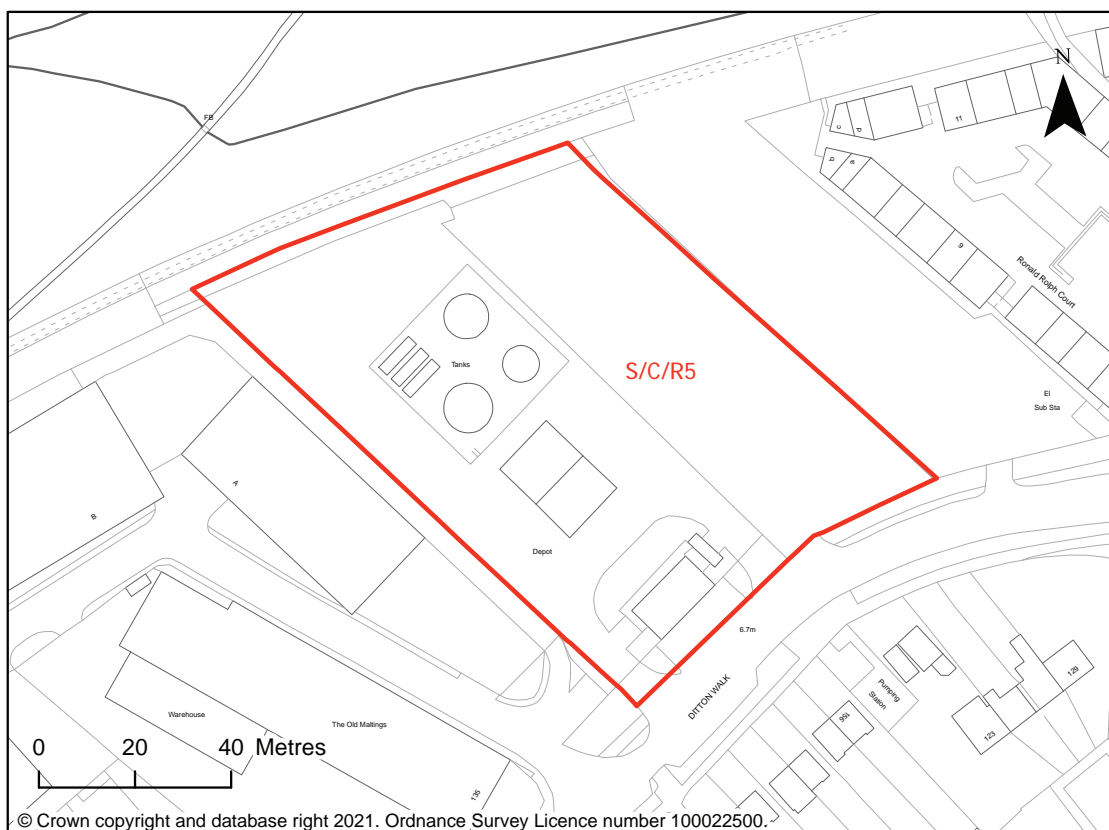 N
FB
c
d
11
b
a
9
Ronald Rolph Court
S/C/R5
Tanks
El
Sub Sta
A
B
Depot
6.7m
DITTON WALK
Pumping
Station
129
156
123
Warehouse
The Old Maltings
135
0 20 40 Metres
© Crown copyright and database right 2021. Ordnance Survey Licence number 100022500.